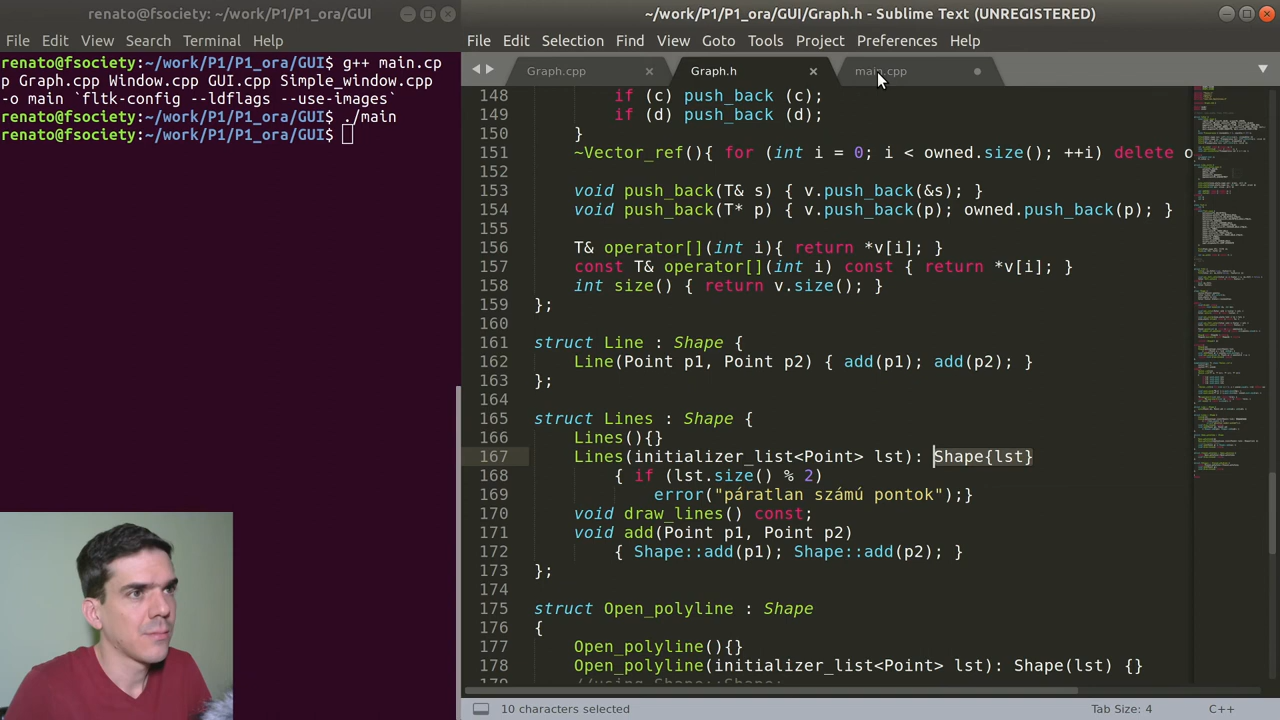 renato@fsociety: ~/work/P1/P1_ora/GUI
File Edit View Search Terminal Help
renato@fsociety:~/work/P1/P1_ora/GUI$ g++ main.cp
p Graph.cpp Window.cpp GUI.cpp Simple_window.cpp
-o main `fltk-config --ldflags --use-images`
renato@fsociety:~/work/P1/P1_ora/GUI$ ./main
renato@fsociety:~/work/P1/P1_ora/GUI$
~/work/P1/P1_ora/GUI/Graph.h - Sublime Text (UNREGISTERED)
File Edit Selection Find View Goto Tools Project Preferences Help
Graph.cpp Graph.h main.cpp
148 if (c) push_back (c);
149 if (d) push_back (d);
150 }
151 ~Vector_ref(){ for (int i = 0; i < owned.size(); ++i) delete o
152
153 void push_back(T& s) { v.push_back(&s); }
154 void push_back(T* p) { v.push_back(p); owned.push_back(p); }
155
156 T& operator[](int i){ return *v[i]; }
157 const T& operator[](int i) const { return *v[i]; }
158 int size() { return v.size(); }
159 };
160
161 struct Line : Shape {
162 Line(Point p1, Point p2) { add(p1); add(p2); }
163 };
164
165 struct Lines : Shape {
166 Lines(){}
167 Lines(initializer_list<Point> lst): Shape{lst}
168 { if (lst.size() % 2)
169 error("páratlan számú pontok");}
170 void draw_lines() const;
171 void add(Point p1, Point p2)
172 { Shape::add(p1); Shape::add(p2); }
173 };
174
175 struct Open_polyline : Shape
176 {
177 Open_polyline(){}
178 Open_polyline(initializer_list<Point> lst): Shape(lst) {}
179 //using Shape::Shape;
10 characters selected
Tab Size: 4
C++